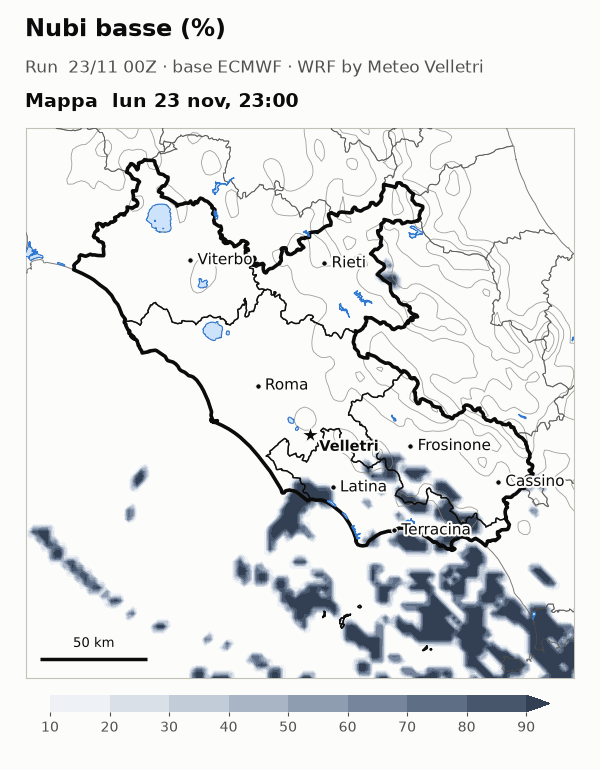 Nubi basse (%)
Run  23/11 00Z · base ECMWF · WRF by Meteo Velletri
Mappa  lun 23 nov, 23:00
Viterbo
Rieti
Roma
Velletri
Frosinone
Cassino
Latina
Terracina
50 km
10 20 30 40 50 60 70 80 90